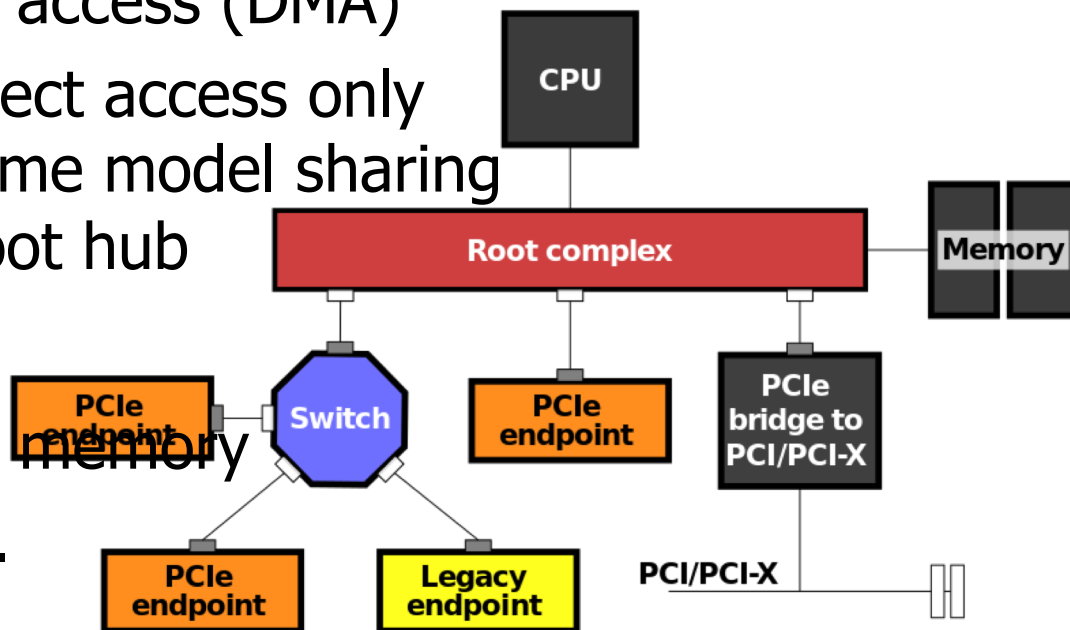 access (DMA)
ect access only
me model sharing
oot hub
memory
CPU
Root complex
Memory
PCIe
endpoint
Switch
PCIe
endpoint
PCIe
bridge to
PCI/PCI-X
PCIe
endpoint
Legacy
endpoint
PCI/PCI-X